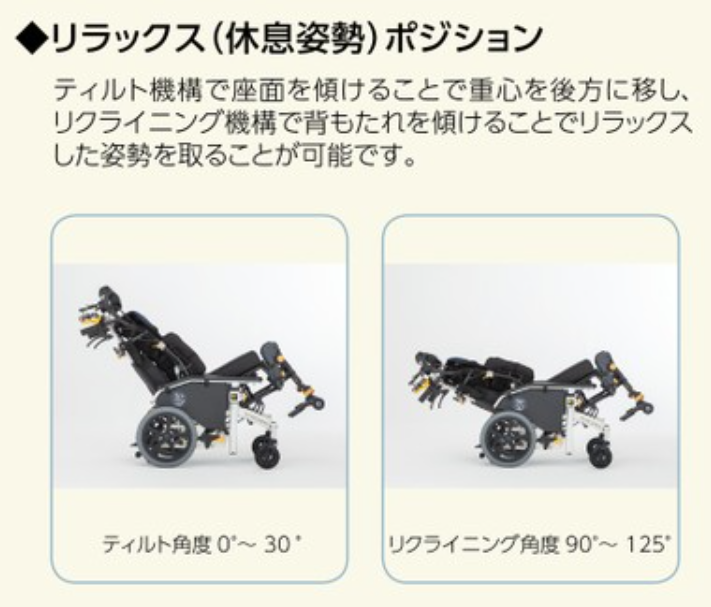 ◆リラックス（休息姿勢）ポジション
ティルト機構で座面を傾けることで重心を後方に移し、
リクライニング機構で背もたれを傾けることでリラックス
した姿勢を取ることが可能です。
ティルト角度 0°～ 30°
リクライニング角度 90°～ 125°